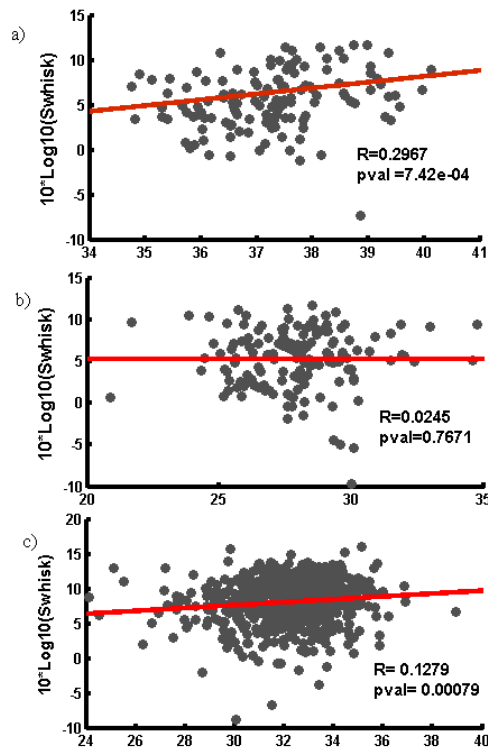 a)
10*Log10(Swhisk)
15
10
5
0
-5
-10
R=0.2967
pval =7.42e-04
34 35 36 37 38 39 40 41
b)
10*Log10(Swhisk)
15
10
5
0
-5
-10
R=0.0245
pval=0.7671
20 25 30 35
c)
10*Log10(Swhisk)
20
15
10
5
0
-5
-10
R= 0.1279
pval= 0.00079
24 26 28 30 32 34 36 38 40